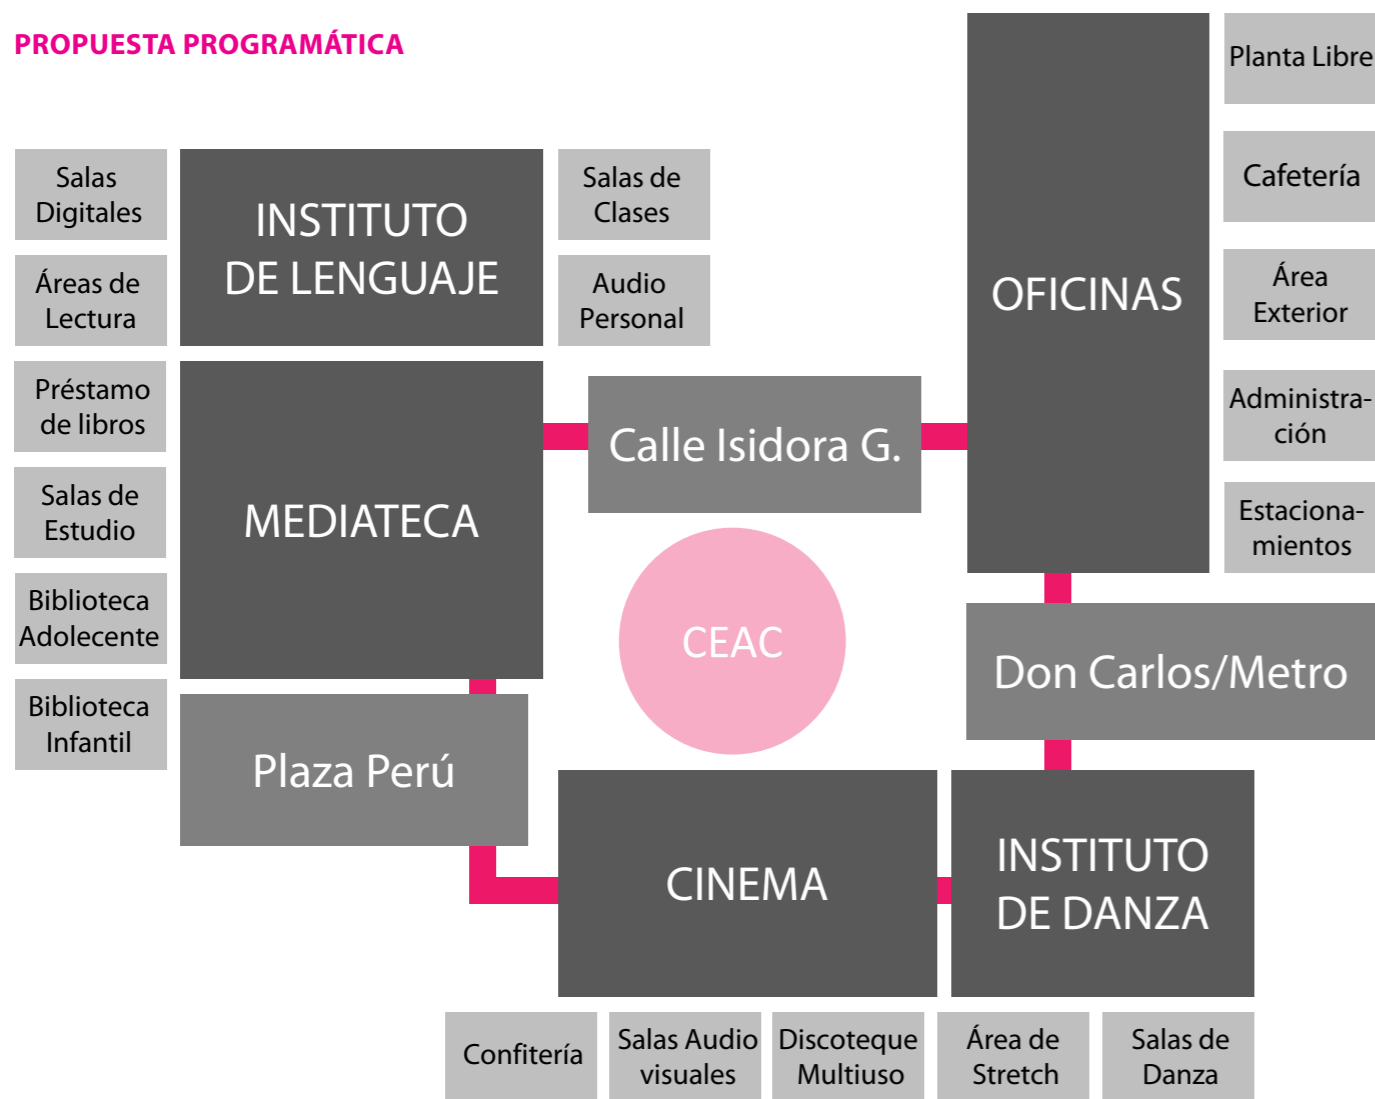 PROPUESTA PROGRAMÁTICA
Salas
Digitales
Áreas de
Lectura
Préstamo
de libros
Salas de
Estudio
Biblioteca
Adolecente
Biblioteca
Infantil
INSTITUTO
DE LENGUAJE
MEDIATECA
Plaza Perú
Salas de
Clases
Audio
Personal
Calle Isidora G.
CEAC
OFICINAS
Planta Libre
Cafetería
Área
Exterior
Administra-
ción
Estaciona-
mientos
Don Carlos/Metro
CINEMA
INSTITUTO
DE DANZA
Confitería
Salas Audio
visuales
Discoteque
Multiuso
Área de
Stretch
Salas de
Danza